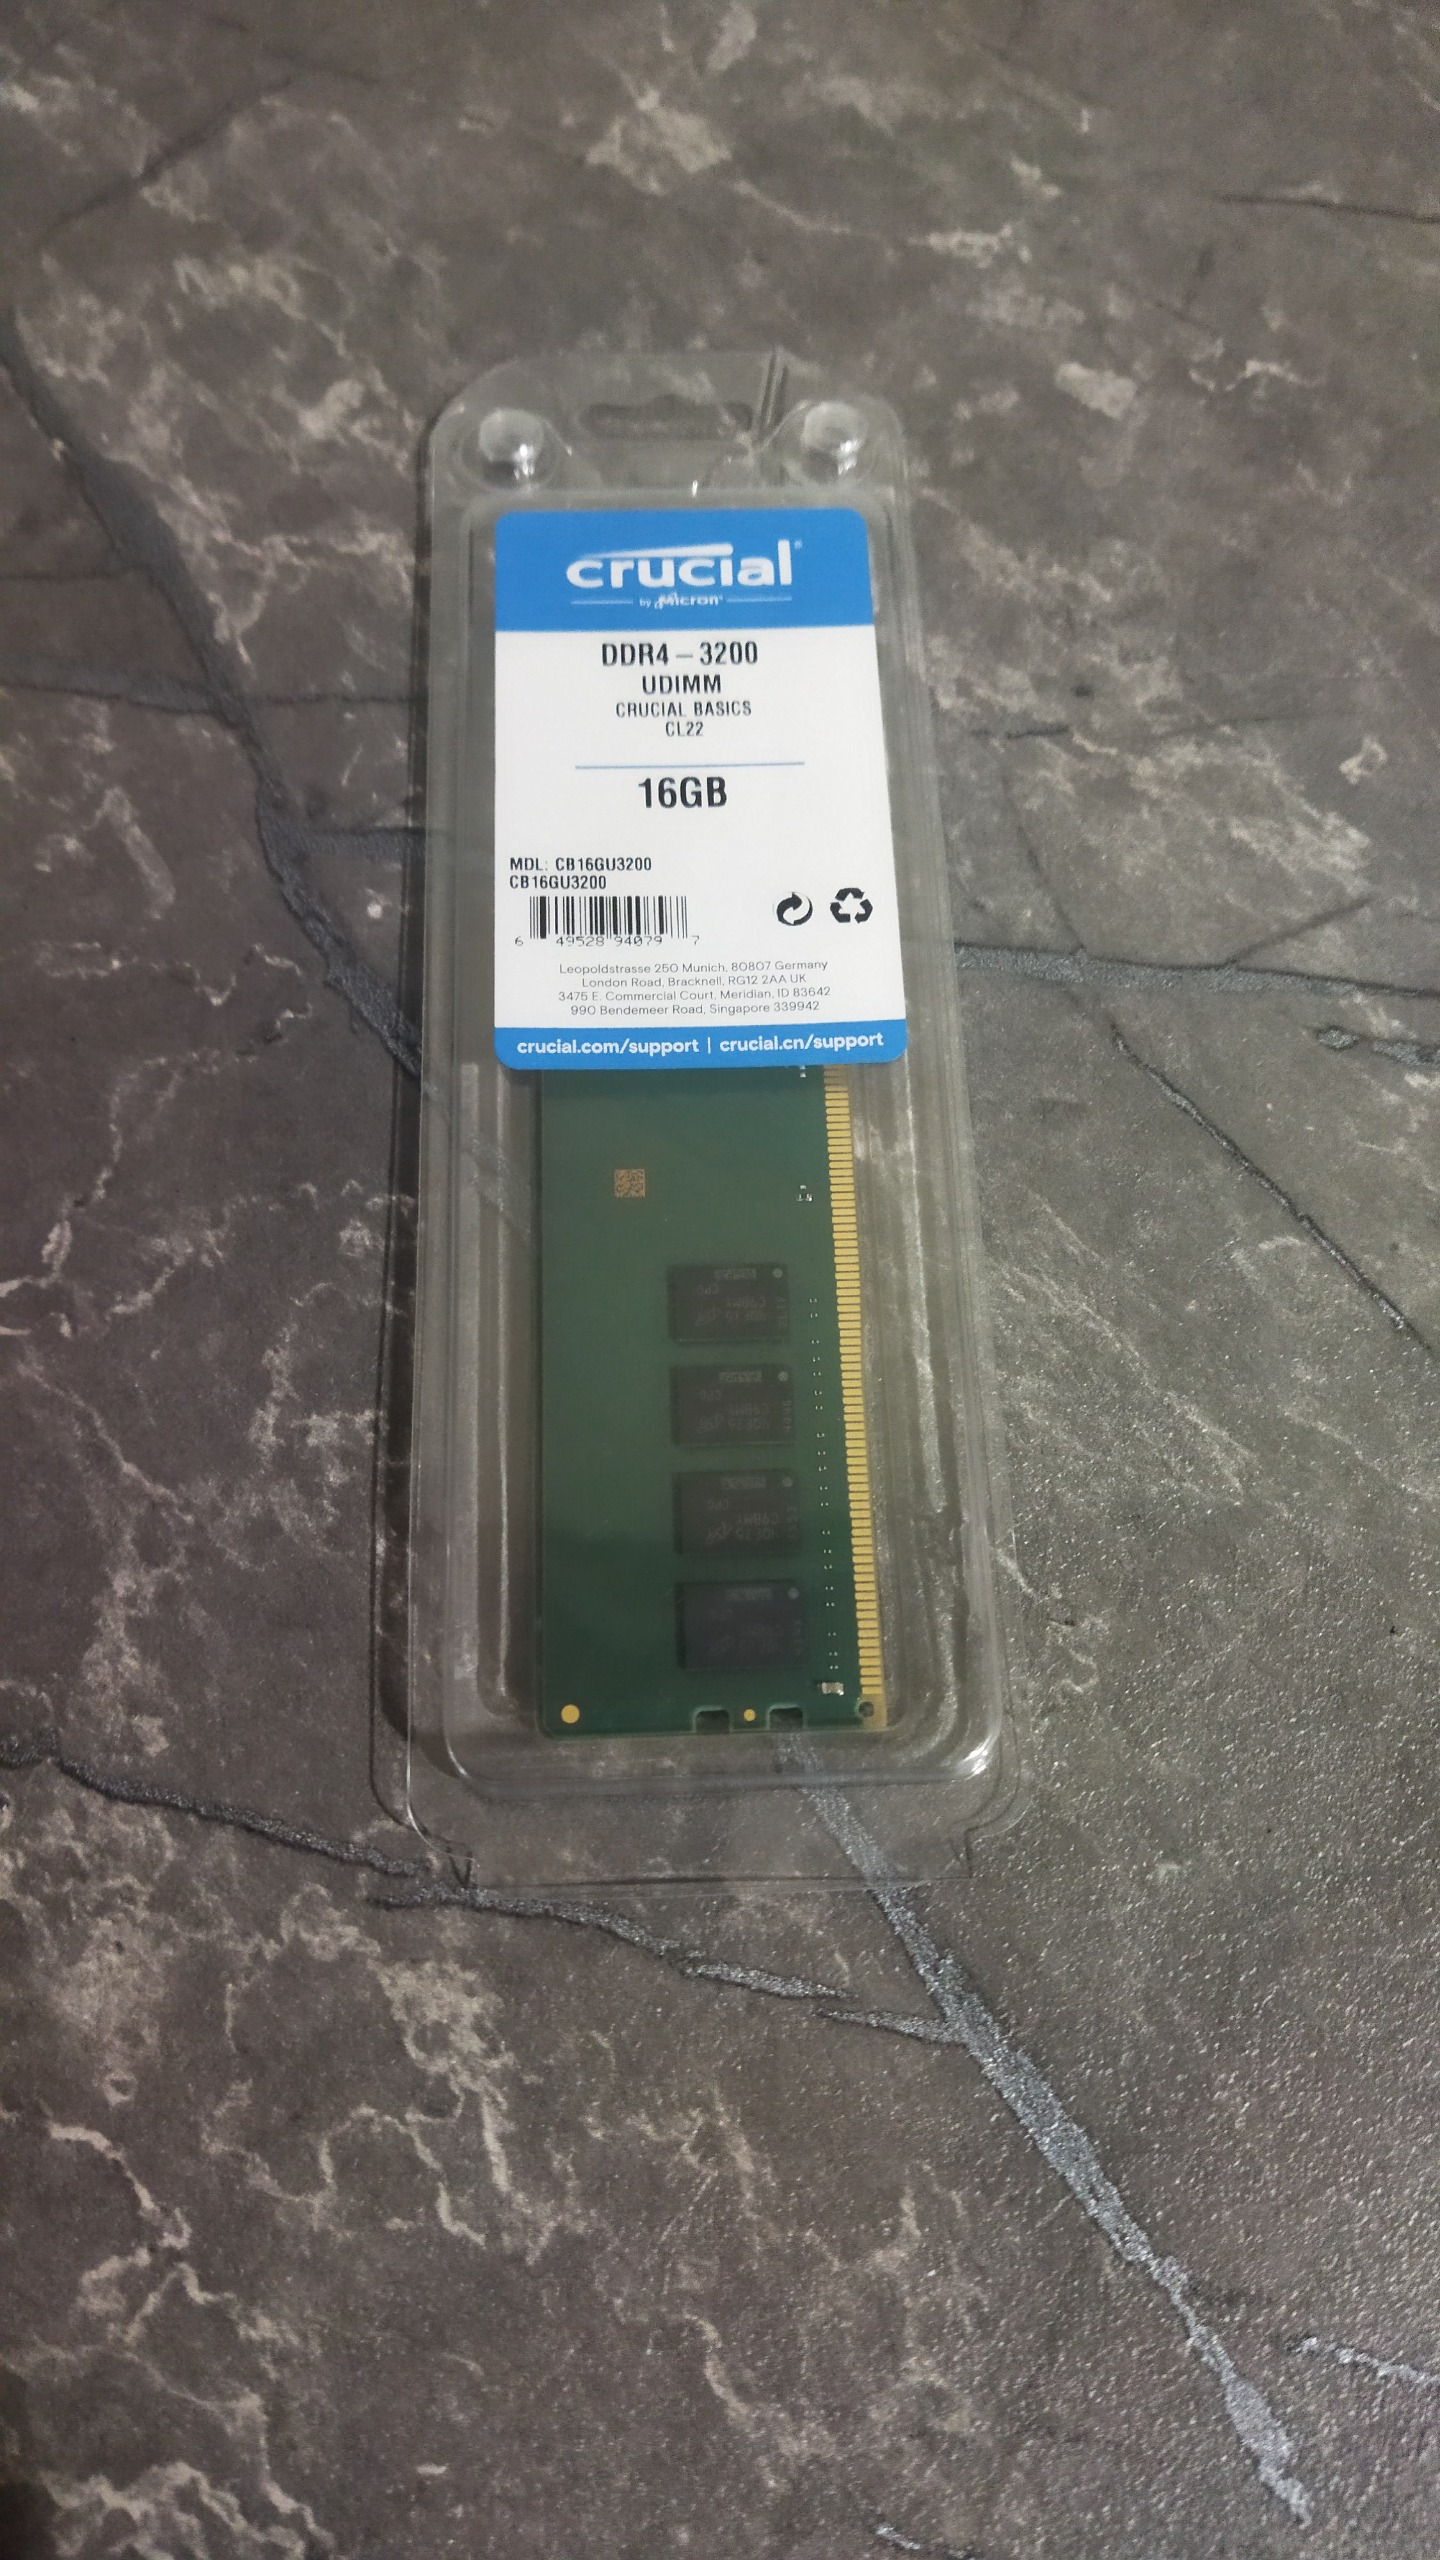 crucial®
by Micron®
DDR4 – 3200
UDIMM
CRUCIAL BASICS
CL22
16GB
MDL: CB16GU3200
CB16GU3200
6 49528 94079 7
Leopoldstrasse 250 Munich, 80807 Germany
London Road, Bracknell, RG12 2AA UK
3475 E. Commercial Court, Meridian, ID 83642
990 Bendemeer Road, Singapore 339942
crucial.com/support | crucial.cn/support